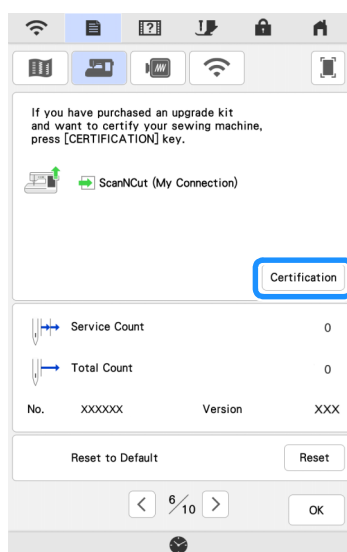 If you have purchased an upgrade kit
and want to certify your sewing machine,
press [CERTIFICATION] key.
ScanNCut (My Connection)
Certification
Service Count 0
Total Count 0
No. XXXXXX Version XXX
Reset to Default Reset
< 6/10 > OK